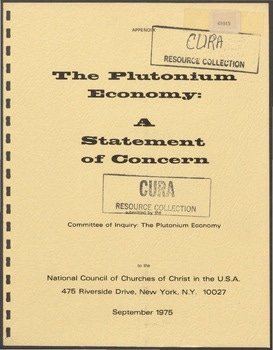 APPENDIX
CURA
RESOURCE COLLECTION
The Plutonium
Economy:
A
Statement
of Concern
CURA
RESOURCE COLLECTION
submitted by the
Committee of Inquiry: The Plutonium Economy
to the
National Council of Churches of Christ in the U.S.A.
475 Riverside Drive, New York, N.Y. 10027
September 1975